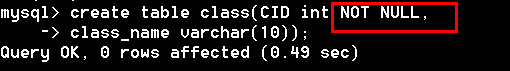 mysql> create table class(CID int NOT NULL,
    -> class_name varchar(10));
Query OK, 0 rows affected (0.49 sec)